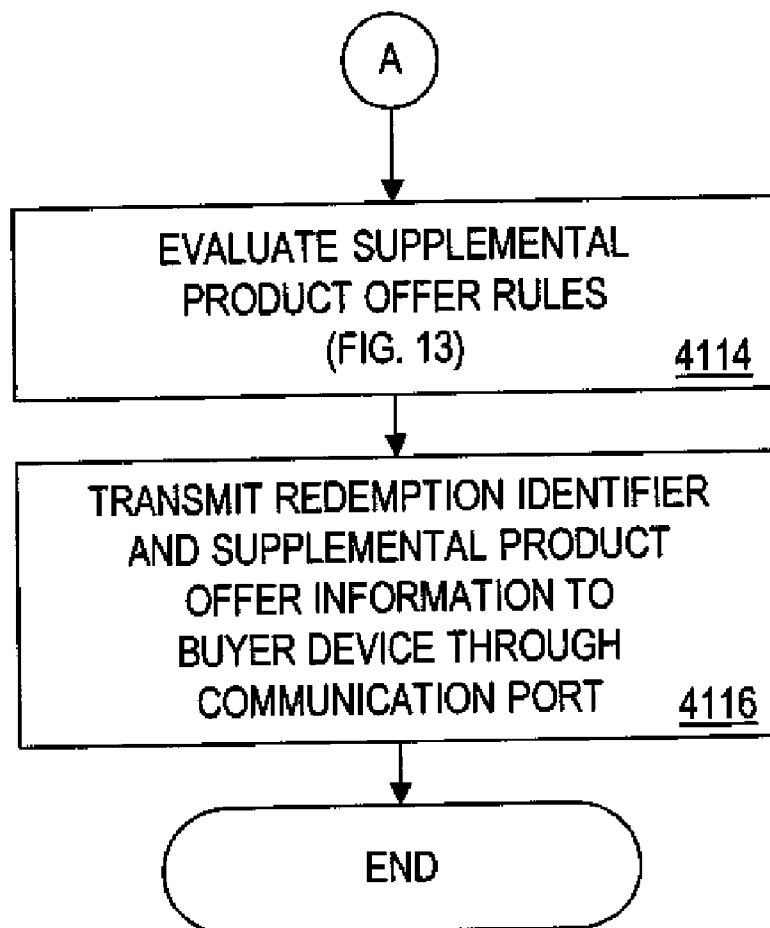 A
EVALUATE SUPPLEMENTAL
PRODUCT OFFER RULES
(FIG. 13)
4114
TRANSMIT REDEMPTION IDENTIFIER
AND SUPPLEMENTAL PRODUCT
OFFER INFORMATION TO
BUYER DEVICE THROUGH
COMMUNICATION PORT
4116
END